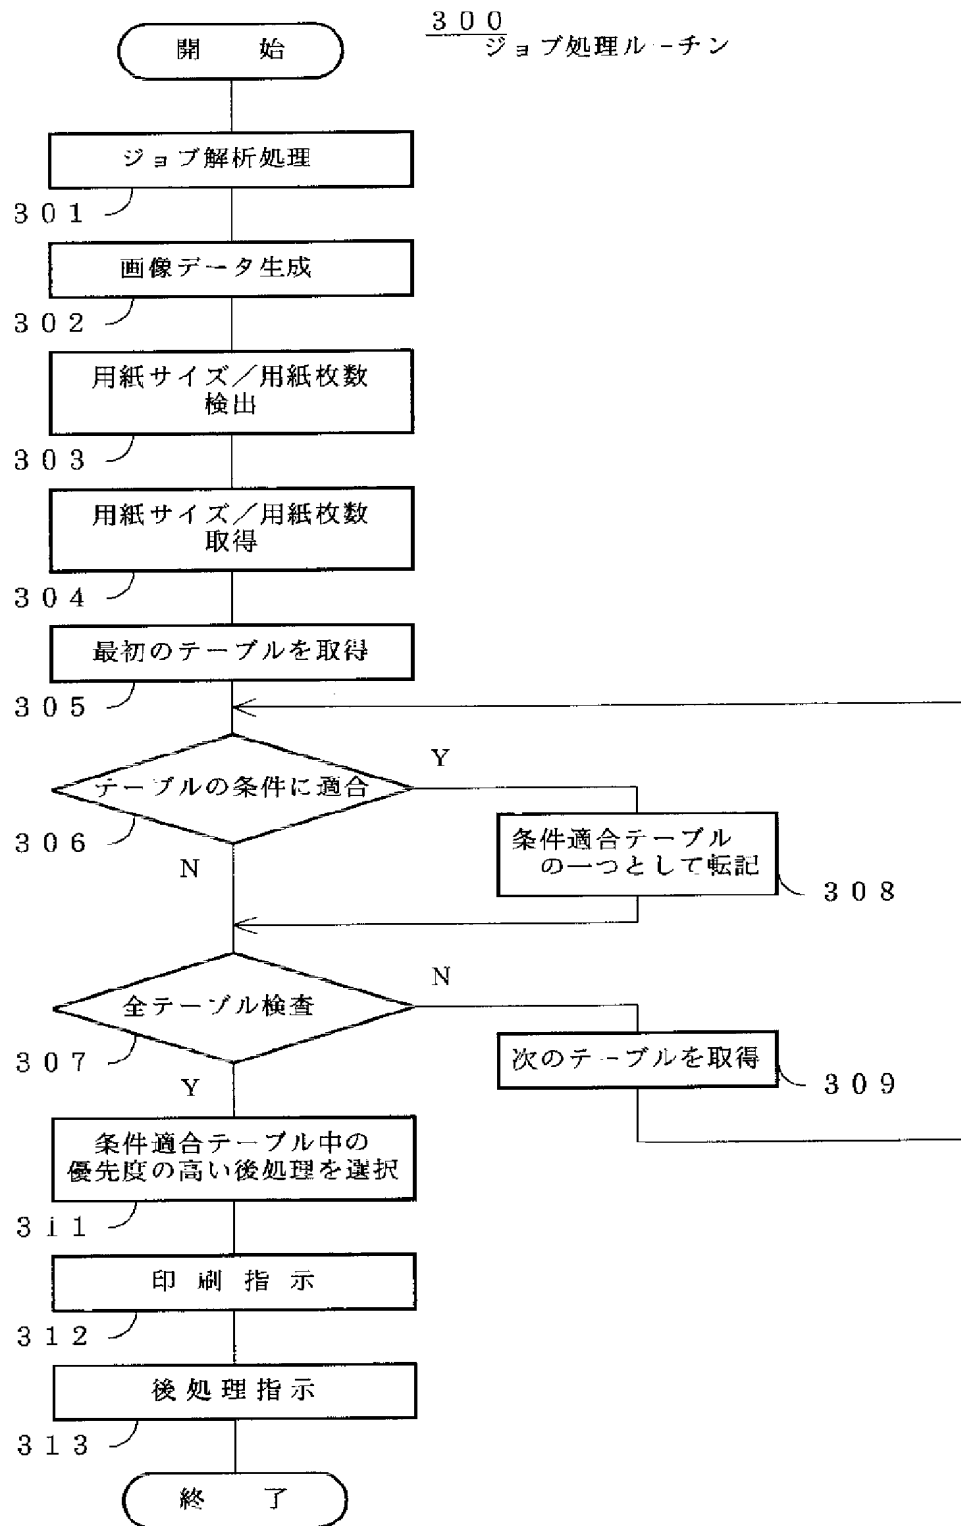 300
ジョブ処理ルーチン
開始
ジョブ解析処理
301
画像データ生成
302
用紙サイズ／用紙枚数
検出
303
用紙サイズ／用紙枚数
取得
304
最初のテーブルを取得
305
テーブルの条件に適合
Y
306
N
条件適合テーブル
の一つとして転記
308
全テーブル検査
N
307
Y
次のテーブルを取得
309
条件適合テーブル中の
優先度の高い後処理を選択
311
印刷指示
312
後処理指示
313
終了